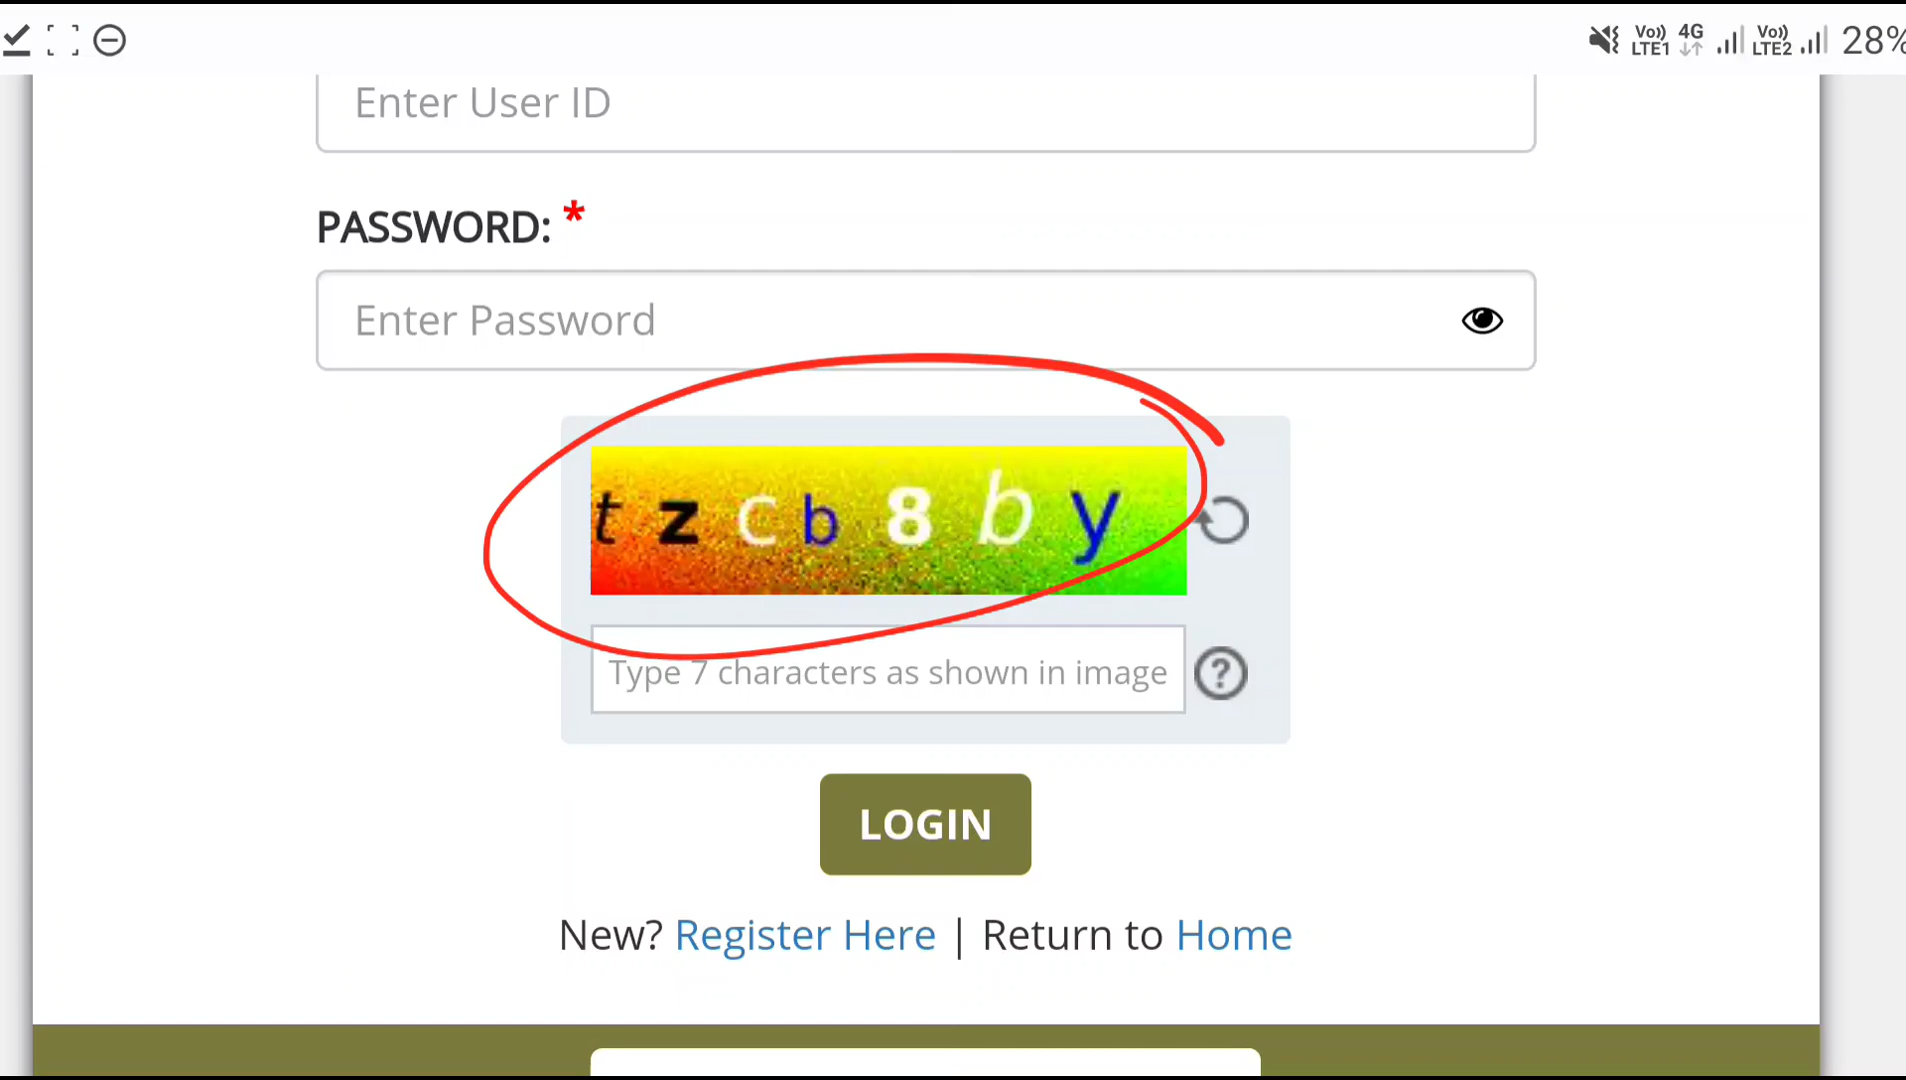 Vo)) 4G Vo))
LTE1 LTE2 28%
Enter User ID
PASSWORD: *
Enter Password
t z C b 8 b y
Type 7 characters as shown in image
?
LOGIN
New? Register Here | Return to Home